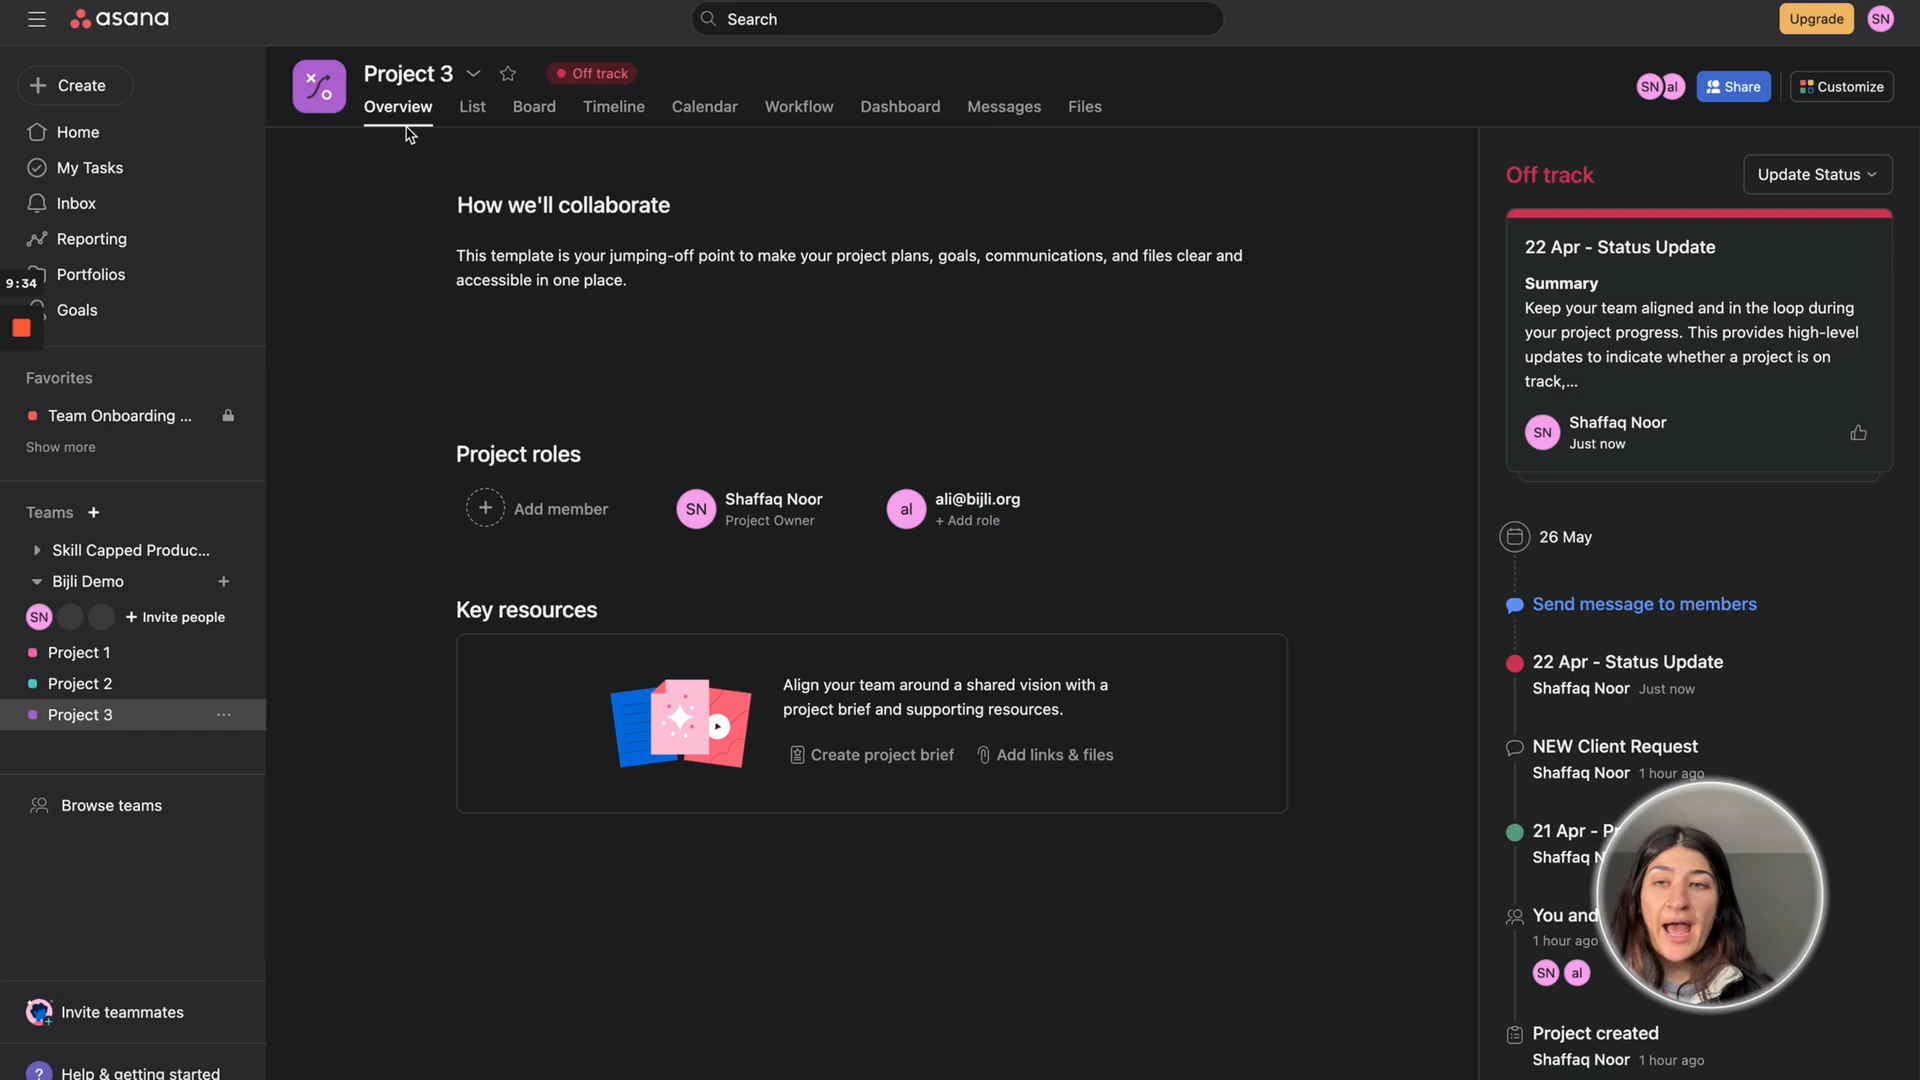 asana
Search
Upgrade
SN
Create
Home
My Tasks
Inbox
Reporting
Portfolios
9:34
Goals
Favorites
Team Onboarding ...
Show more
Teams +
Skill Capped Produc...
Bijli Demo
SN
+ Invite people
Project 1
Project 2
Project 3
Browse teams
Invite teammates
? Help & getting started
Project 3
Off track
Overview
List
Board
Timeline
Calendar
Workflow
Dashboard
Messages
Files
SN al
Share
Customize
How we'll collaborate
This template is your jumping-off point to make your project plans, goals, communications, and files clear and
accessible in one place.
Project roles
Add member
SN
Shaffaq Noor
Project Owner
al
ali@bijli.org
+ Add role
Key resources
Align your team around a shared vision with a
project brief and supporting resources.
Create project brief
Add links & files
Off track
Update Status
22 Apr - Status Update
Summary
Keep your team aligned and in the loop during
your project progress. This provides high-level
updates to indicate whether a project is on
track,...
SN
Shaffaq Noor
Just now
26 May
Send message to members
22 Apr - Status Update
Shaffaq Noor Just now
NEW Client Request
Shaffaq Noor 1 hour ago
21 Apr - P
Shaffaq N
You and
1 hour ago
SN al
Project created
Shaffaq Noor 1 hour ago